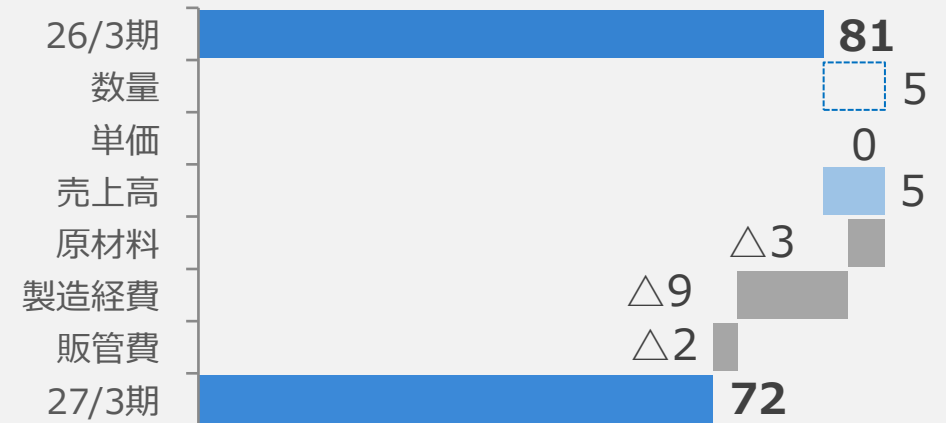 26/3期 81
数量 5
単価 0
売上高 5
原材料 △3
製造経費 △9
販管費 △2
27/3期 72